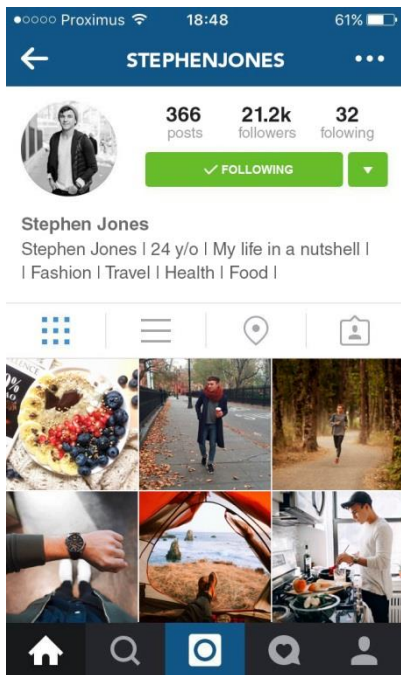 Proximus 18:48 61%
STEPHENJONES
366 21.2k 32
posts followers folowing
FOLLOWING
Stephen Jones
Stephen Jones | 24 y/o | My life in a nutshell |
| Fashion | Travel | Health | Food |